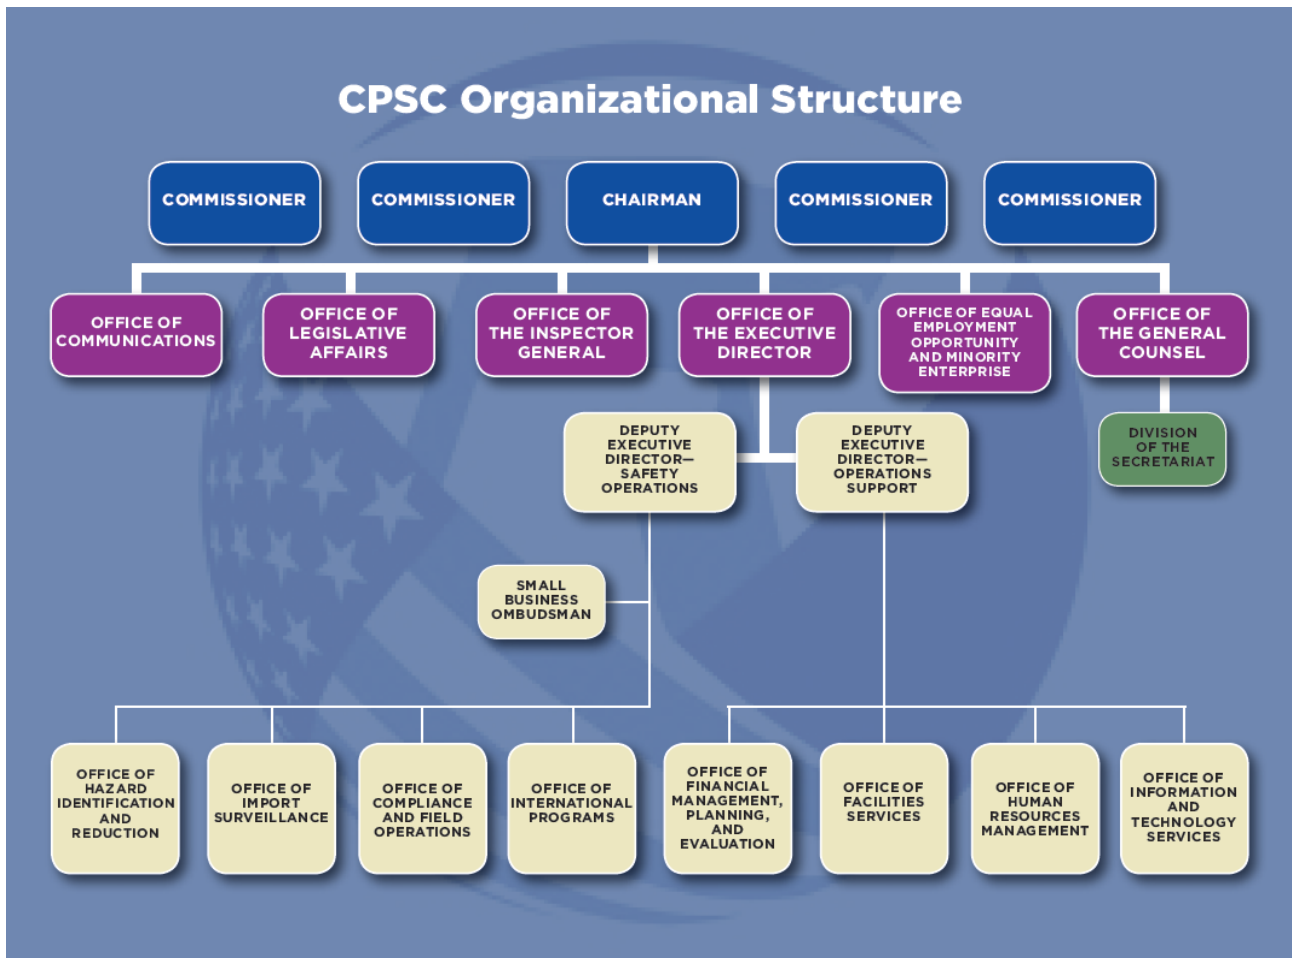 CPSC Organizational Structure
COMMISSIONER
COMMISSIONER
CHAIRMAN
COMMISSIONER
COMMISSIONER
OFFICE OF
COMMUNICATIONS
OFFICE OF
LEGISLATIVE
AFFAIRS
OFFICE OF
THE INSPECTOR
GENERAL
OFFICE OF
THE EXECUTIVE
DIRECTOR
OFFICE OF EQUAL
EMPLOYMENT
OPPORTUNITY
AND MINORITY
ENTERPRISE
OFFICE OF
THE GENERAL
COUNSEL
DEPUTY
EXECUTIVE
DIRECTOR—
SAFETY
OPERATIONS
DEPUTY
EXECUTIVE
DIRECTOR—
OPERATIONS
SUPPORT
DIVISION
OF THE
SECRETARIAT
SMALL
BUSINESS
OMBUDSMAN
OFFICE OF
HAZARD
IDENTIFICATION
AND
REDUCTION
OFFICE OF
IMPORT
SURVEILLANCE
OFFICE OF
COMPLIANCE
AND FIELD
OPERATIONS
OFFICE OF
INTERNATIONAL
PROGRAMS
OFFICE OF
FINANCIAL
MANAGEMENT,
PLANNING,
AND
EVALUATION
OFFICE OF
FACILITIES
SERVICES
OFFICE OF
HUMAN
RESOURCES
MANAGEMENT
OFFICE OF
INFORMATION
AND
TECHNOLOGY
SERVICES